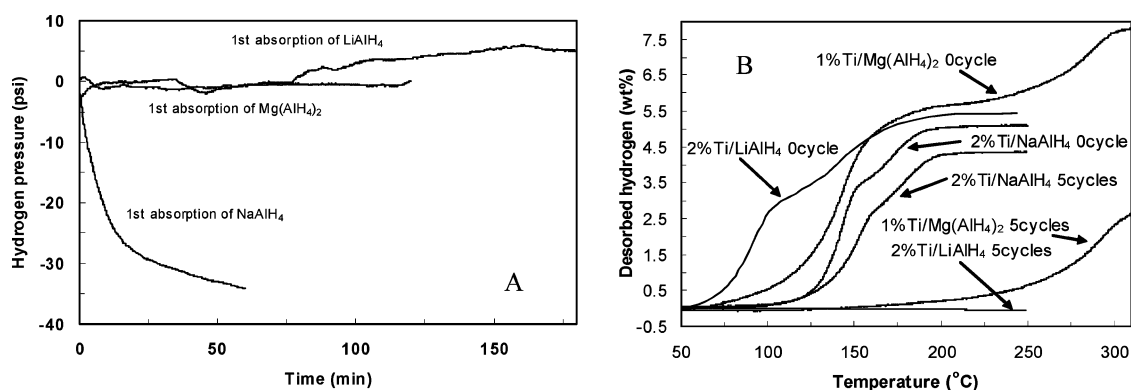 10
0
-10
-20
-30
-40
Hydrogen pressure (psi)
1st absorption of LiAlH4
1st absorption of Mg(AlH4)2
1st absorption of NaAlH4
A
0
50
100
150
Time (min)
7.5
6.5
5.5
4.5
3.5
2.5
1.5
0.5
-0.5
Desorbed hydrogen (wt%)
B
1%Ti/Mg(AlH4)2 0cycle
2%Ti/LiAlH4 0cycle
2%Ti/NaAlH4 0cycle
2%Ti/NaAlH4 5cycles
1%Ti/Mg(AlH4)2 5cycles
2%Ti/LiAlH4 5cycles
50
100
150
200
250
300
Temperature (°C)